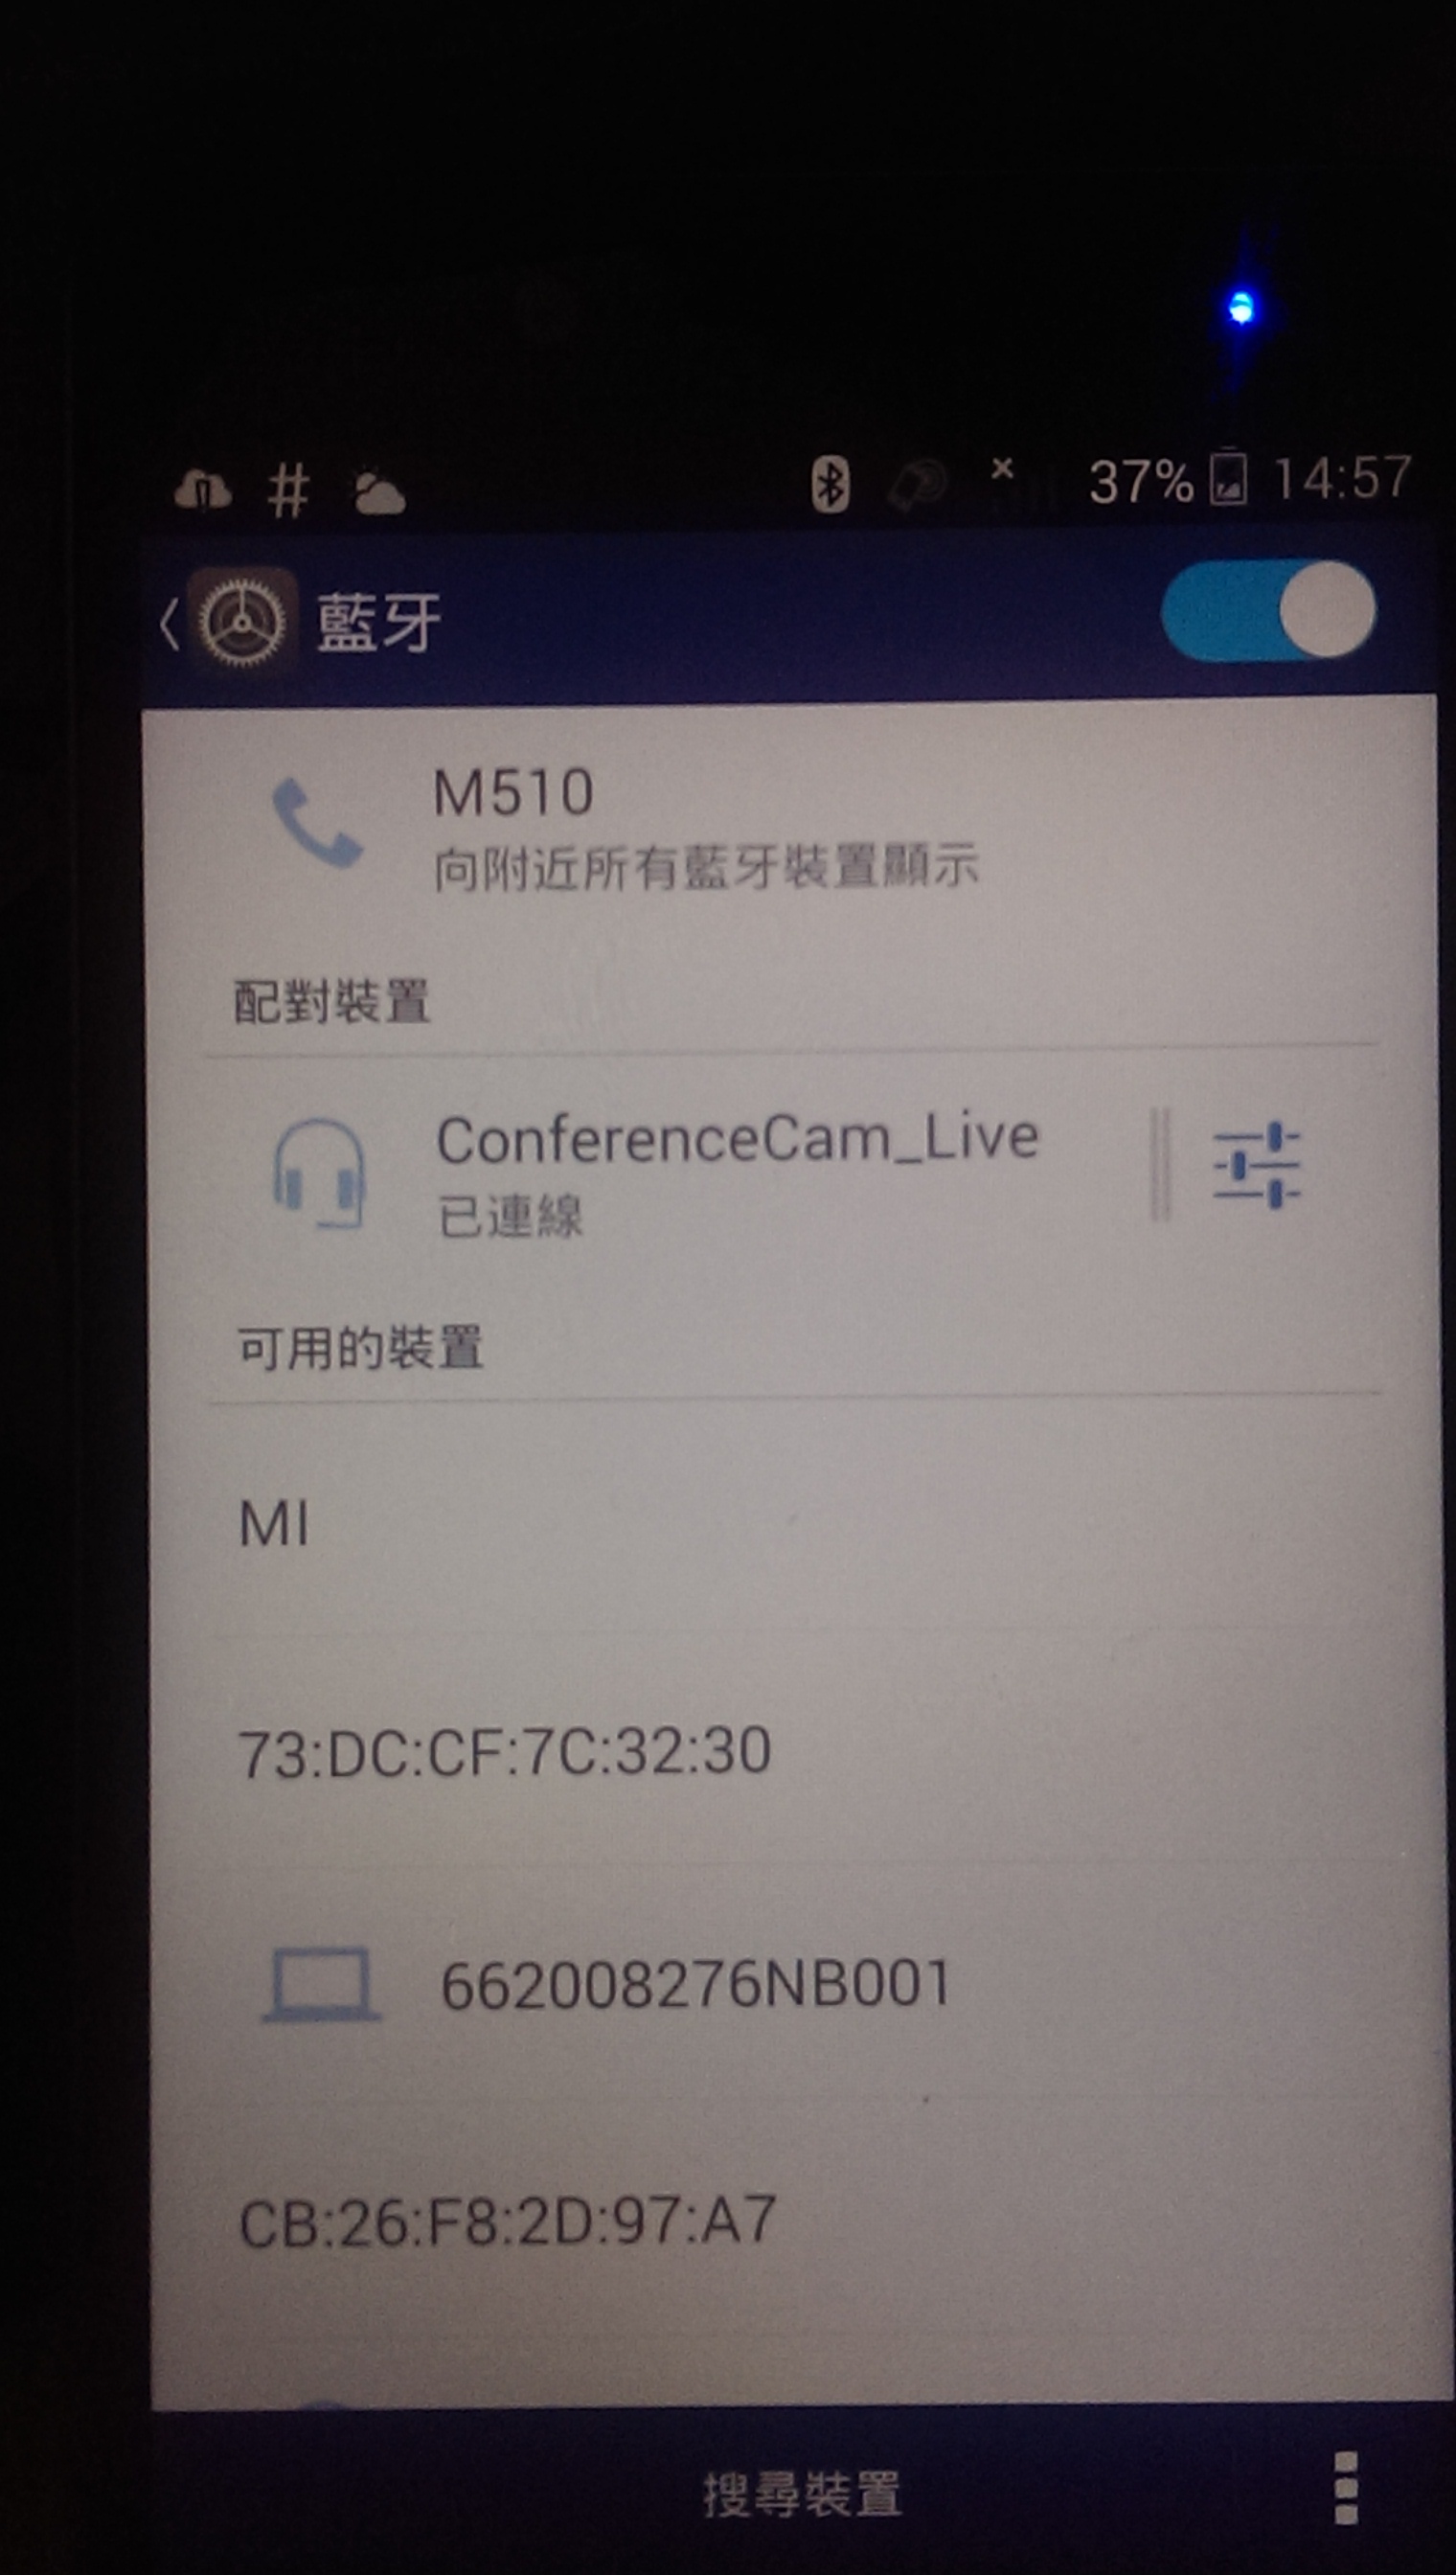 # 37% 14:57
藍牙
M510
向附近所有藍牙裝置顯示
配對裝置
ConferenceCam_Live
已連線
可用的裝置
MI
73:DC:CF:7C:32:30
662008276NB001
CB:26:F8:2D:97:A7
搜尋裝置